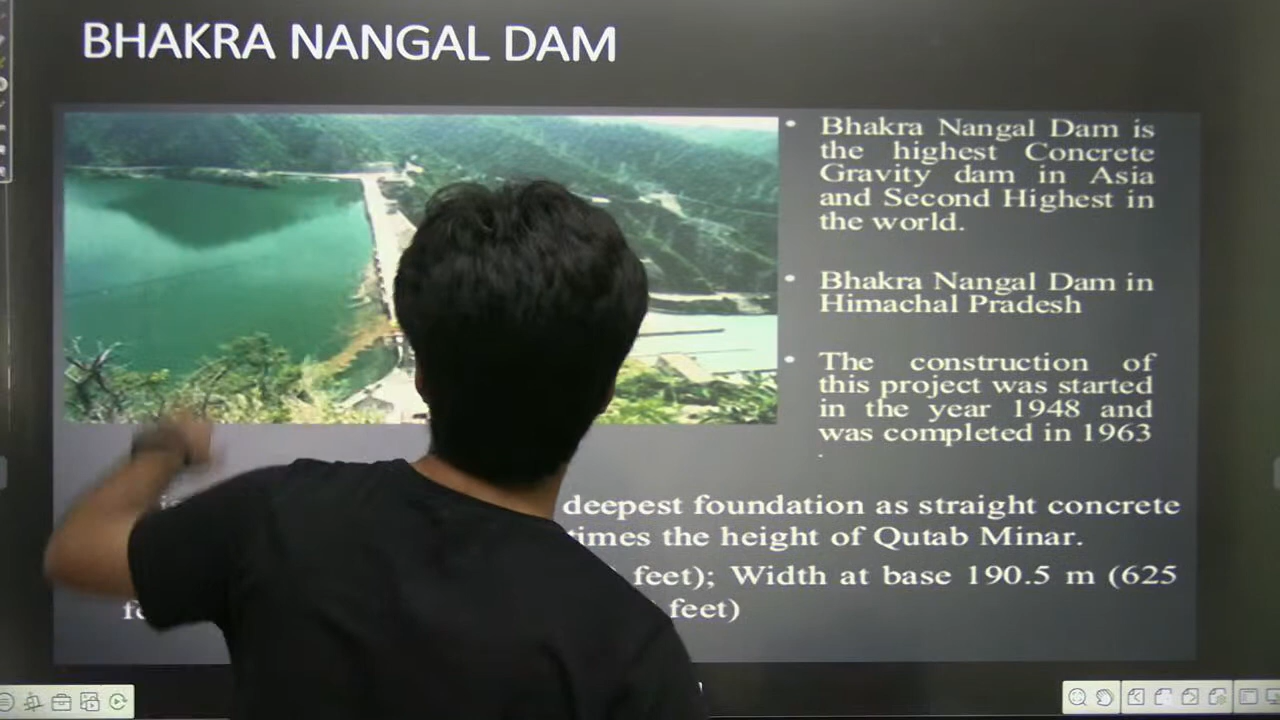 BHAKRA NANGAL DAM
• Bhakra Nangal Dam is
the highest Concrete
Gravity dam in Asia
and Second Highest in
the world.
• Bhakra Nangal Dam in
Himachal Pradesh
• The construction of
this project was started
in the year 1948 and
was completed in 1963
.
deepest foundation as straight concrete
times the height of Qutab Minar.
feet); Width at base 190.5 m (625
feet)